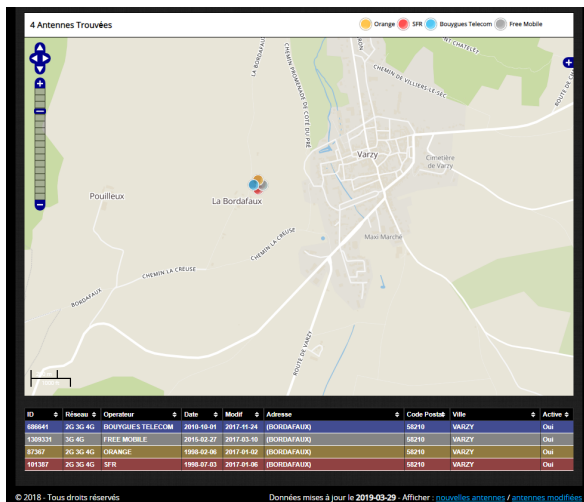 4 Antennes Trouvées
Orange SFR Bouygues Telecom Free Mobile
NT CHATELET
LA BORDAFAUX
CHEMIN PROMENADE DE COTE DU PRE
CHEMIN DE VILLIERS-LE-SEC
ROUTE DE
Varzy
Cimetière
de Varzy
Pouilleux
La Bordafaux
Maxi Marché
CHEMIN LA CREUSE
CHEMIN LA CREUSE
BORDAFAUX
ROUTE DE VARZY
ID Réseau Operateur Date Modif Adresse Code Postal Ville Active
686641 2G 3G 4G BOUYGUES TELECOM 2010-10-01 2017-11-24 (BORDAFAUX) 58210 VARZY Oui
1309331 3G 4G FREE MOBILE 2015-02-27 2017-03-10 (BORDAFAUX) 58210 VARZY Oui
87367 2G 3G 4G ORANGE 1998-02-06 2017-01-02 (BORDAFAUX) 58210 VARZY Oui
101387 2G 3G 4G SFR 1998-07-03 2017-01-06 (BORDAFAUX) 58210 VARZY Oui
© 2018 - Tous droits réservés Données mises à jour le 2019-03-29 - Afficher : nouvelles antennes / antennes modifiées